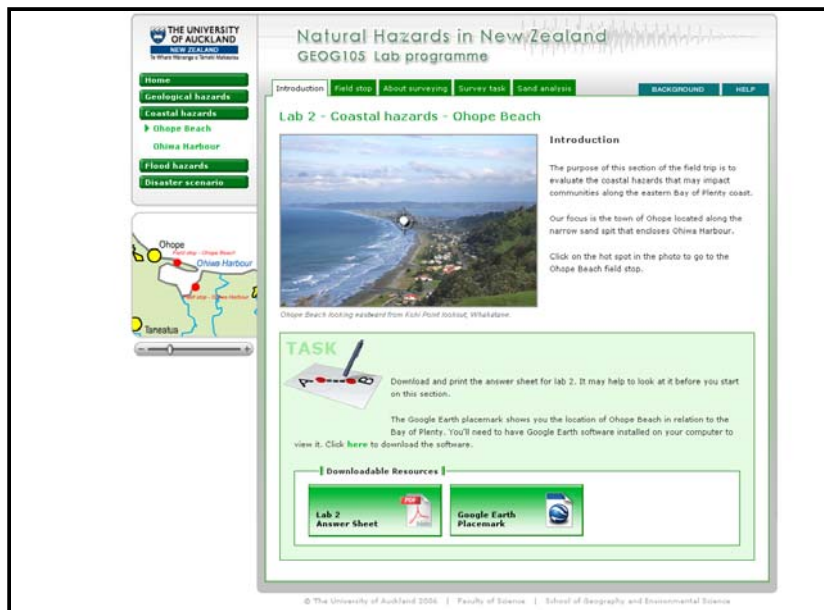 THE UNIVERSITY
OF AUCKLAND
NEW ZEALAND
Te Whare Wānanga o Tāmaki Makaurau
Natural Hazards in New Zealand
GEOG105 Lab programme
Home
Geological hazards
Coastal hazards
Ohope Beach
Ohiwa Harbour
Flood hazards
Disaster scenario
Introduction
Field stop
About surveying
Survey task
Sand analysis
BACKGROUND
HELP
Lab 2 - Coastal hazards - Ohope Beach
Introduction
The purpose of this section of the field trip is to
evaluate the coastal hazards that may impact
communities along the eastern Bay of Plenty coast.
Our focus is the town of Ohope located along the
narrow sand spit that encloses Ohiwa Harbour.
Click on the hot spot in the photo to go to the
Ohope Beach field stop.
Ohope Beach looking eastward from Kohi Point lookout, Whakatane.
Ohope
Field stop - Ohope Beach
Ohiwa Harbour
Taneatua
TASK
A
B
Download and print the answer sheet for lab 2. It may help to look at it before you start
on this section.
The Google Earth placemark shows you the location of Ohope Beach in relation to the
Bay of Plenty. You'll need to have Google Earth software installed on your computer to
view it. Click here to download the software.
Downloadable Resources
Lab 2
Answer Sheet
PDF
Google Earth
Placemark
© The University of Auckland 2006 | Faculty of Science | School of Geography and Environmental Science